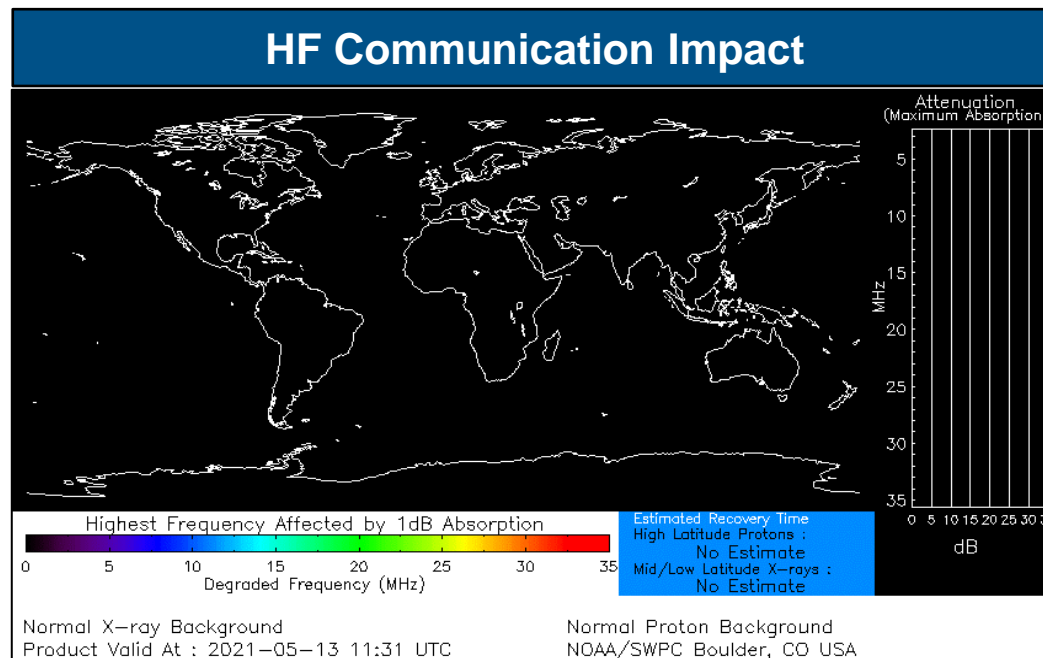 HF Communication Impact
Attenuation
(Maximum Absorption
5
10
15
20
25
30
35
MHz
0 5 10 15 20 25 30
dB
Highest Frequency Affected by 1dB Absorption
0 5 10 15 20 25 30 35
Degraded Frequency (MHz)
Estimated Recovery Time
High Latitude Protons :
No Estimate
Mid/Low Latitude X-rays :
No Estimate
Normal X-ray Background
Product Valid At : 2021-05-13 11:31 UTC
Normal Proton Background
NOAA/SWPC Boulder, CO USA